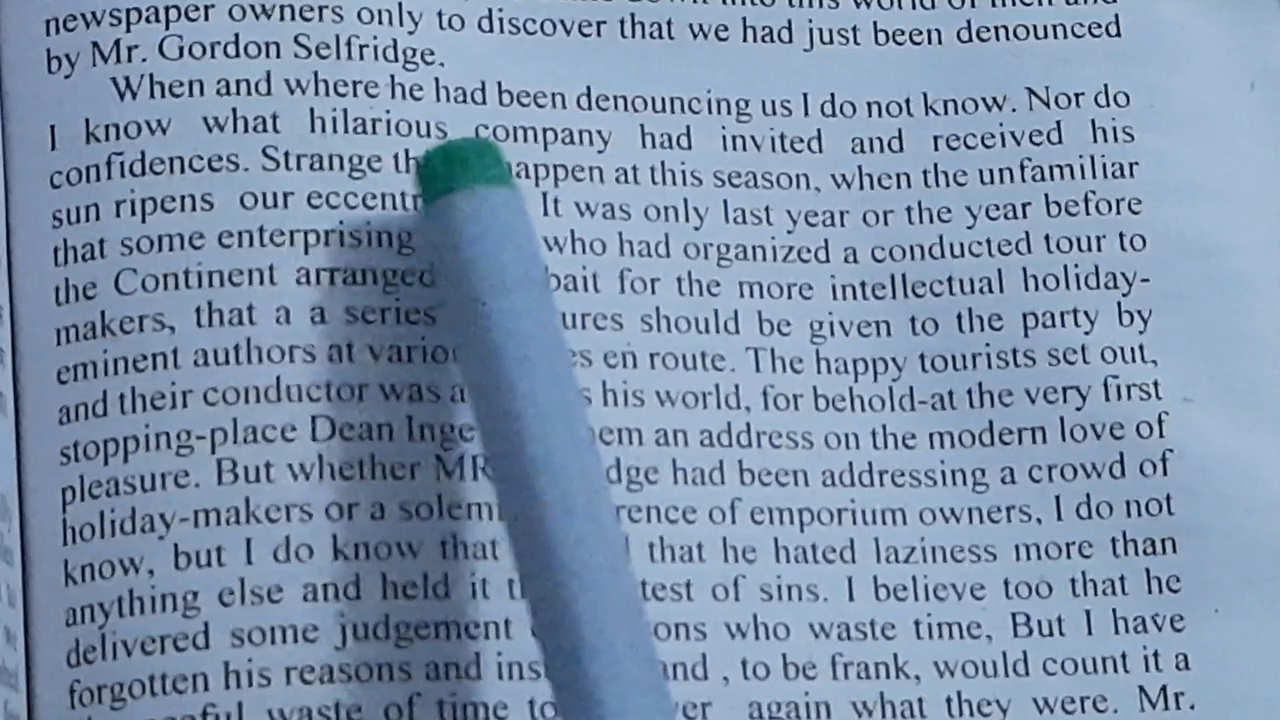 newspaper owners only to discover that we had just been denounced
by Mr. Gordon Selfridge.
When and where he had been denouncing us I do not know. Nor do
I know what hilarious company had invited and received his
confidences. Strange th appen at this season, when the unfamiliar
sun ripens our eccentr It was only last year or the year before
that some enterprising who had organized a conducted tour to
the Continent arranged bait for the more intellectual holiday-
makers, that a a series ures should be given to the party by
eminent authors at vario es en route. The happy tourists set out,
and their conductor was a s his world, for behold-at the very first
stopping-place Dean Inge em an address on the modern love of
pleasure. But whether MR dge had been addressing a crowd of
holiday-makers or a solem rence of emporium owners, I do not
know, but I do know that that he hated laziness more than
anything else and held it t test of sins. I believe too that he
delivered some judgement ons who waste time, But I have
forgotten his reasons and ins and , to be frank, would count it a
waste of time to again what they were. Mr.